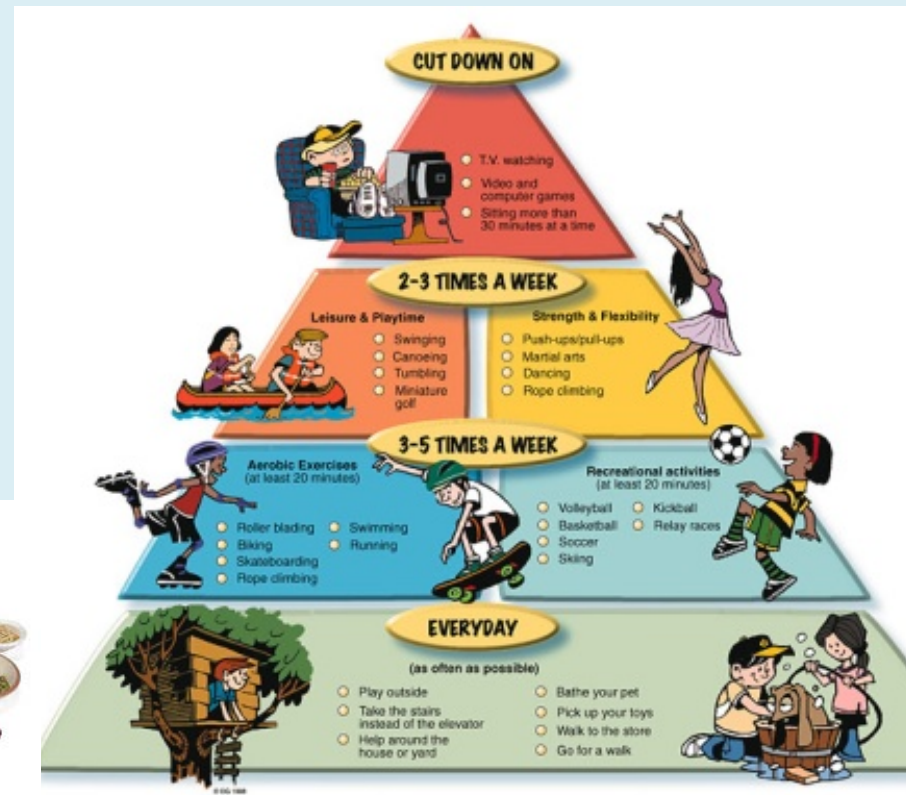 CUT DOWN ON
T.V. watching
Video and
computer games
Sitting more than
30 minutes at a time
2-3 TIMES A WEEK
Leisure & Playtime
Swinging
Canoeing
Tumbling
Miniature
golf
Strength & Flexibility
Push-ups/pull-ups
Martial arts
Dancing
Rope climbing
3-5 TIMES A WEEK
Aerobic Exercises
(at least 20 minutes)
Roller blading
Biking
Skateboarding
Rope climbing
Swimming
Running
Recreational activities
(at least 20 minutes)
Volleyball
Basketball
Soccer
Skiing
Kickball
Relay races
EVERYDAY
(as often as possible)
Play outside
Take the stairs
instead of the elevator
Help around the
house or yard
Bathe your pet
Pick up your toys
Walk to the store
Go for a walk